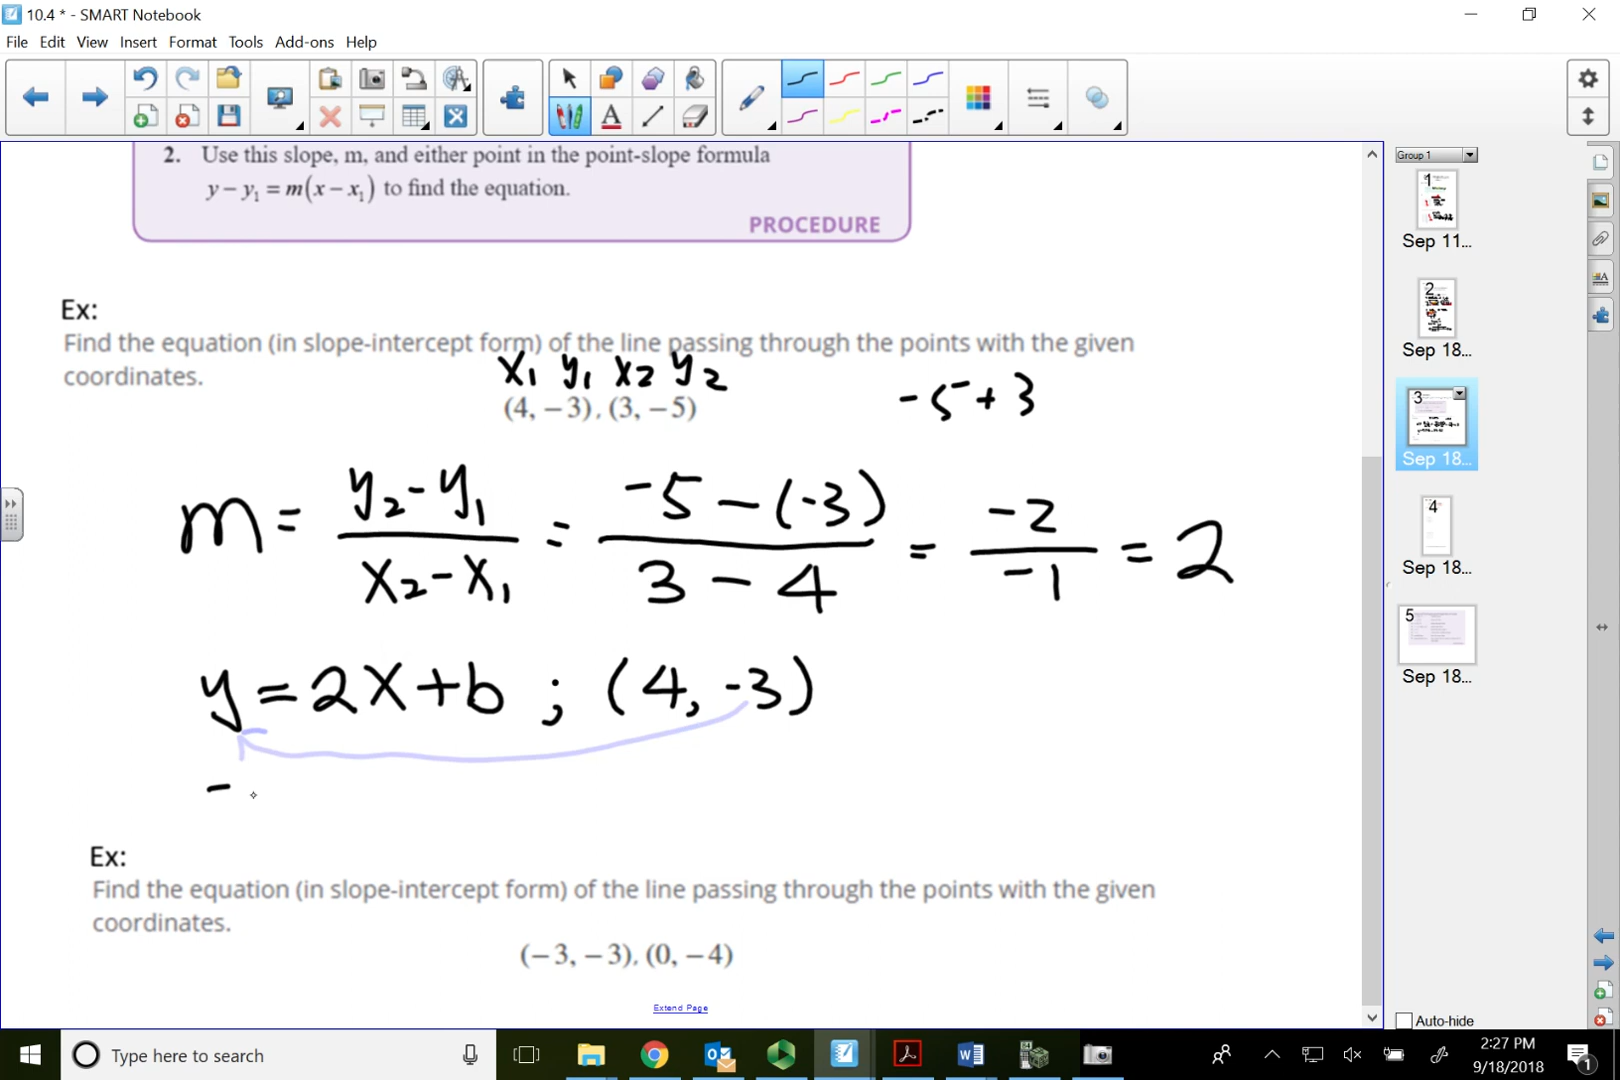 10.4 * - SMART Notebook
File Edit View Insert Format Tools Add-ons Help
2. Use this slope, m, and either point in the point-slope formula
y − y₁ = m(x − x₁) to find the equation.
PROCEDURE
Ex:
Find the equation (in slope-intercept form) of the line passing through the points with the given
coordinates.
x₁ y₁ x₂ y₂
(4, −3), (3, −5)
-5+3
m = (y₂-y₁)/(x₂-x₁) = (-5-(-3))/(3-4) = -2/-1 = 2
y = 2x+b ; (4, -3)
-
Ex:
Find the equation (in slope-intercept form) of the line passing through the points with the given
coordinates.
(−3, −3), (0, −4)
Extend Page
Group 1
1
Sep 11...
2
Sep 18...
3
Sep 18...
4
Sep 18...
5
Sep 18...
Auto-hide
Type here to search
2:27 PM
9/18/2018
1